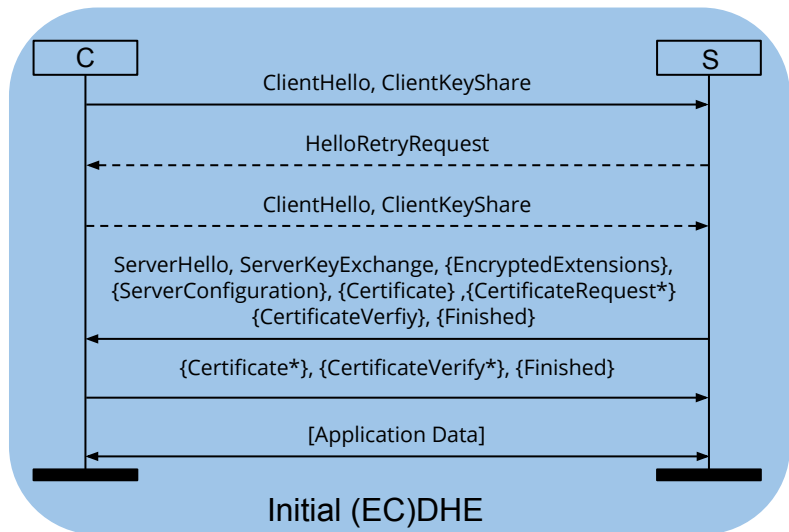 C
S
ClientHello, ClientKeyShare
HelloRetryRequest
ClientHello, ClientKeyShare
ServerHello, ServerKeyExchange, {EncryptedExtensions},
{ServerConfiguration}, {Certificate} ,{CertificateRequest*}
{CertificateVerfiy}, {Finished}
{Certificate*}, {CertificateVerify*}, {Finished}
[Application Data]
Initial (EC)DHE